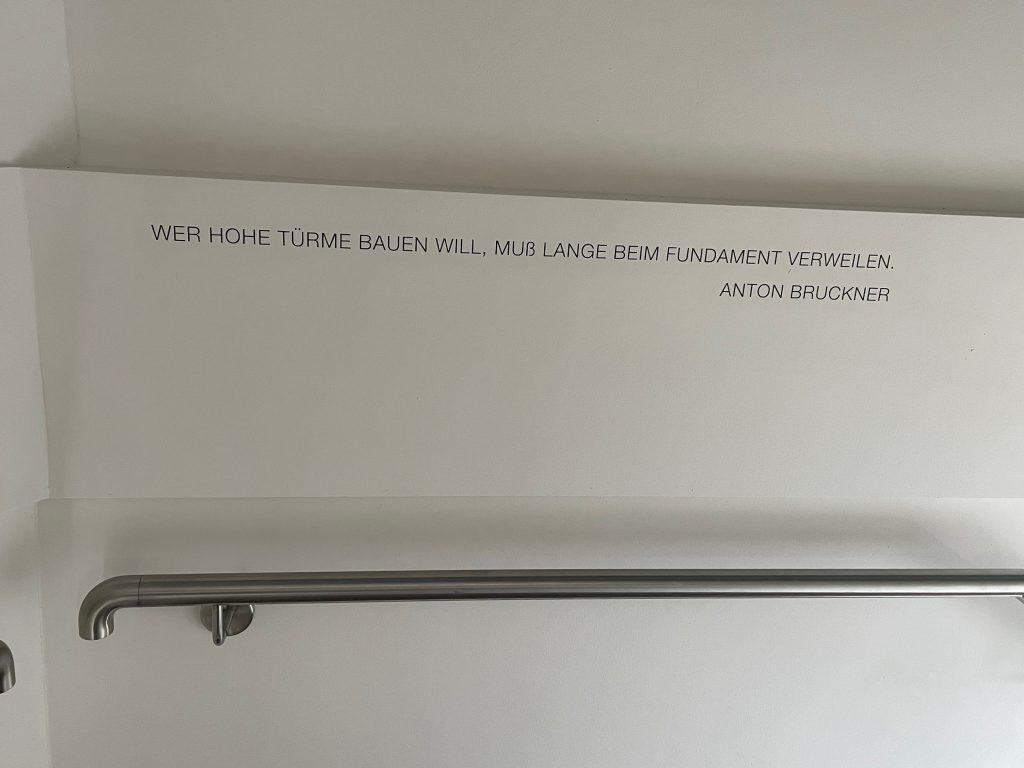 WER HOHE TÜRME BAUEN WILL, MUß LANGE BEIM FUNDAMENT VERWEILEN.
ANTON BRUCKNER